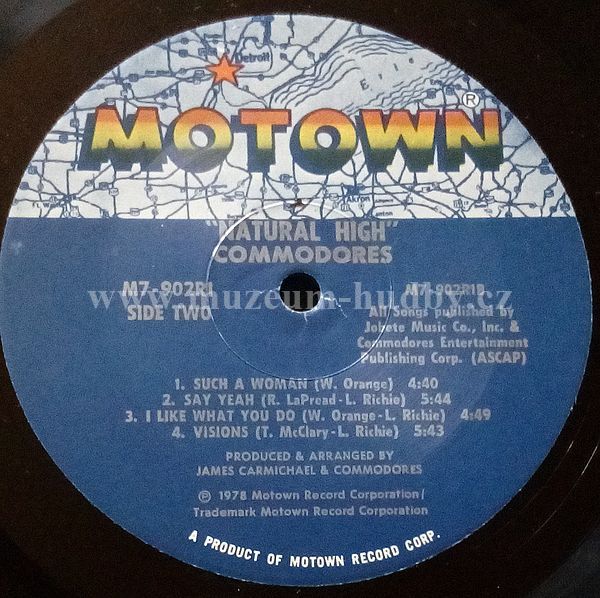 Detroit
Erie
MOTOWN®
Akron
"NATURAL HIGH"
COMMODORES
M7-902R1
SIDE TWO
M7-902R1B
All Songs published by
Jobete Music Co., Inc. &
Commodores Entertainment
Publishing Corp. (ASCAP)
www.muzeum-hudby.cz
1. SUCH A WOMAN (W. Orange) 4:40
2. SAY YEAH (R. LaPread-L. Richie) 5:44
3. I LIKE WHAT YOU DO (W. Orange-L. Richie) 4:49
4. VISIONS (T. McClary-L. Richie) 5:43
PRODUCED & ARRANGED BY
JAMES CARMICHAEL & COMMODORES
℗ 1978 Motown Record Corporation/
Trademark Motown Record Corporation
A PRODUCT OF MOTOWN RECORD CORP.